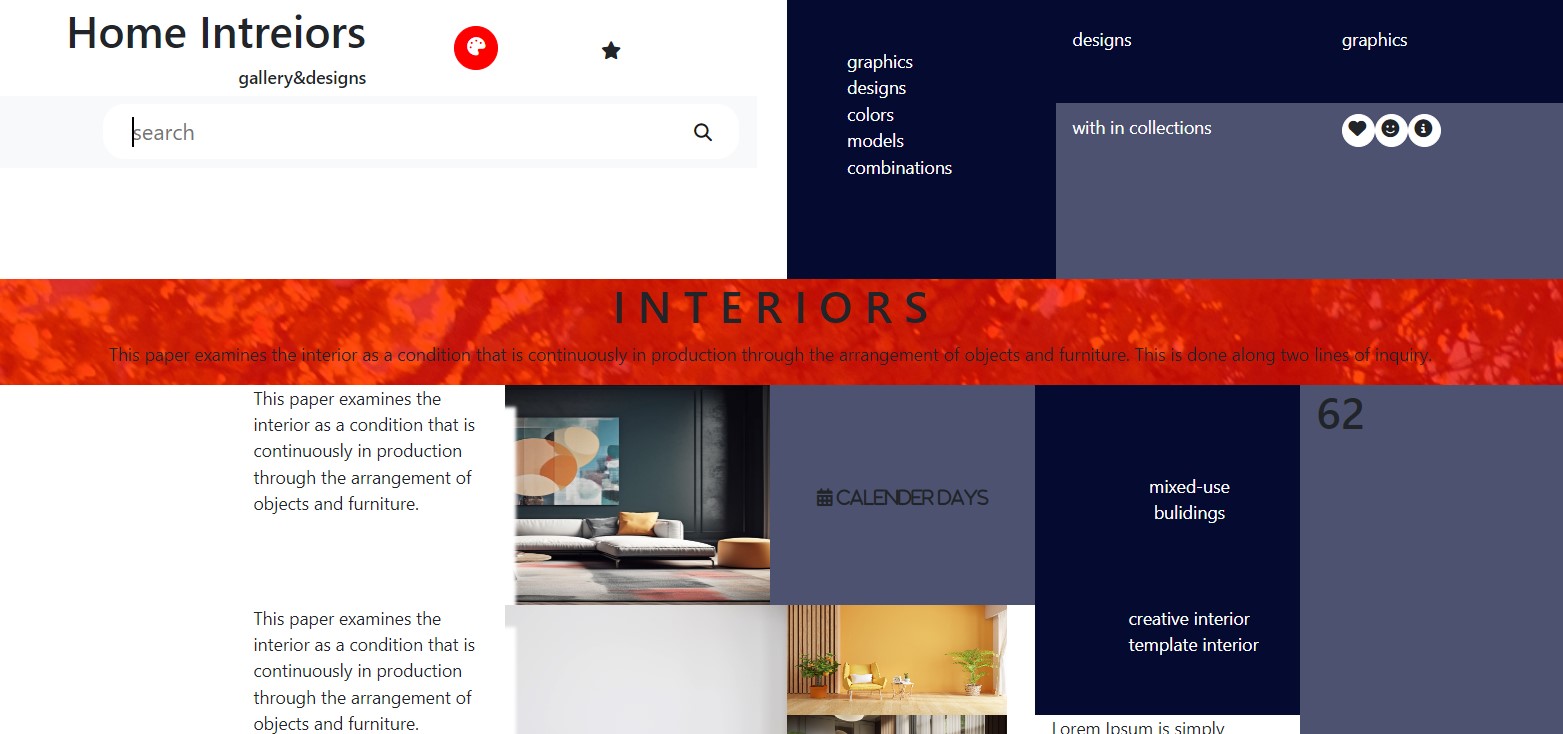 Home Intreiors
gallery&designs
search
graphics
designs
colors
models
combinations
designs
graphics
with in collections
INTERIORS
This paper examines the interior as a condition that is continuously in production through the arrangement of objects and furniture. This is done along two lines of inquiry.
This paper examines the
interior as a condition that is
continuously in production
through the arrangement of
objects and furniture.
CALENDER DAYS
mixed-use
bulidings
62
This paper examines the
interior as a condition that is
continuously in production
through the arrangement of
objects and furniture.
creative interior
template interior
Lorem Ipsum is simply